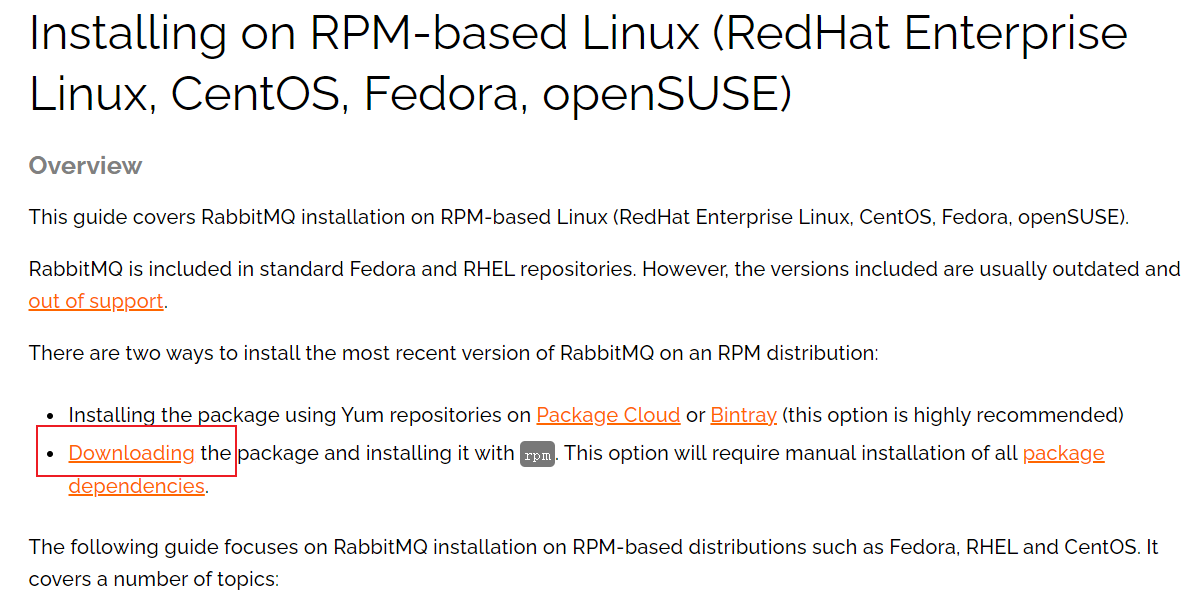 Installing on RPM-based Linux (RedHat Enterprise
Linux, CentOS, Fedora, openSUSE)
Overview
This guide covers RabbitMQ installation on RPM-based Linux (RedHat Enterprise Linux, CentOS, Fedora, openSUSE).
RabbitMQ is included in standard Fedora and RHEL repositories. However, the versions included are usually outdated and
out of support.
There are two ways to install the most recent version of RabbitMQ on an RPM distribution:
• Installing the package using Yum repositories on Package Cloud or Bintray (this option is highly recommended)
• Downloading the package and installing it with rpm. This option will require manual installation of all package
dependencies.
The following guide focuses on RabbitMQ installation on RPM-based distributions such as Fedora, RHEL and CentOS. It
covers a number of topics: